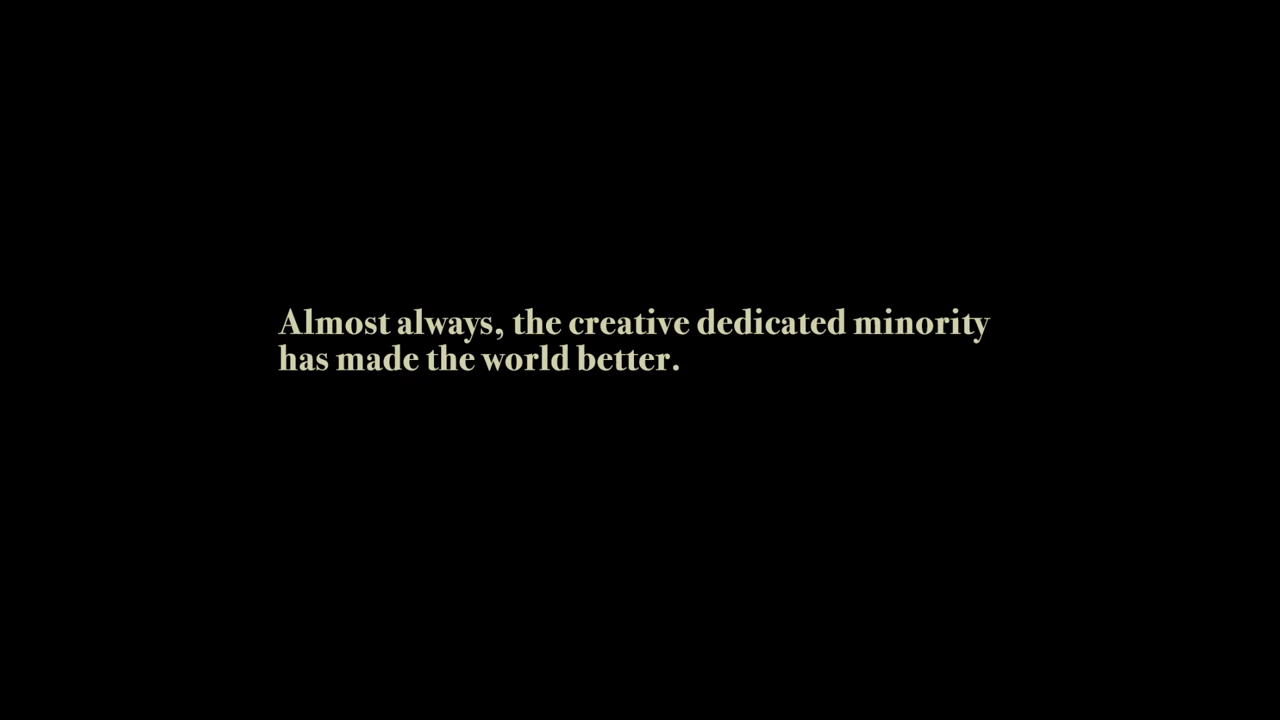 Almost always, the creative dedicated minority
has made the world better.